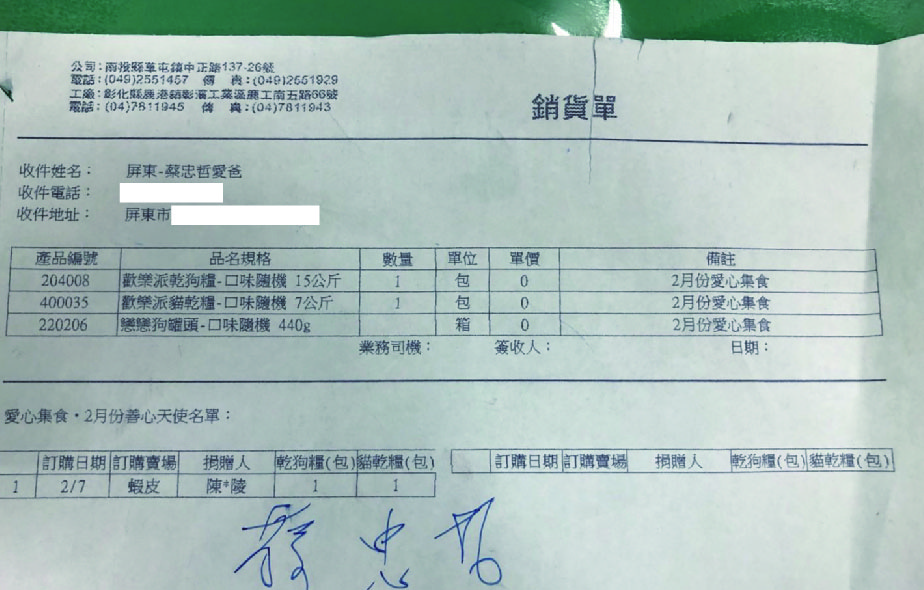 公司:南投縣草屯鎮中正路137-26號
電話:(049)2551457 傳 真:(049)2551929
工廠:彰化縣鹿港鎮彰濱工業區鹿工南五路66號
電話:(04)7811945 傳 真:(04)7811943
銷貨單
收件姓名: 屏東-蔡忠哲愛爸
收件電話:
收件地址: 屏東市
產品編號 品名規格 數量 單位 單價 備註
204008 歡樂派乾狗糧-口味隨機 15公斤 1 包 0 2月份愛心集食
400035 歡樂派貓乾糧-口味隨機 7公斤 1 包 0 2月份愛心集食
220206 戀戀狗罐頭-口味隨機 440g 箱 0 2月份愛心集食
業務司機: 簽收人: 日期:
愛心集食・2月份善心天使名單:
訂購日期 訂購賣場 捐贈人 乾狗糧(包) 貓乾糧(包) 訂購日期 訂購賣場 捐贈人 乾狗糧(包) 貓乾糧(包)
1 2/7 蝦皮 陳*陵 1 1
蔡忠哲